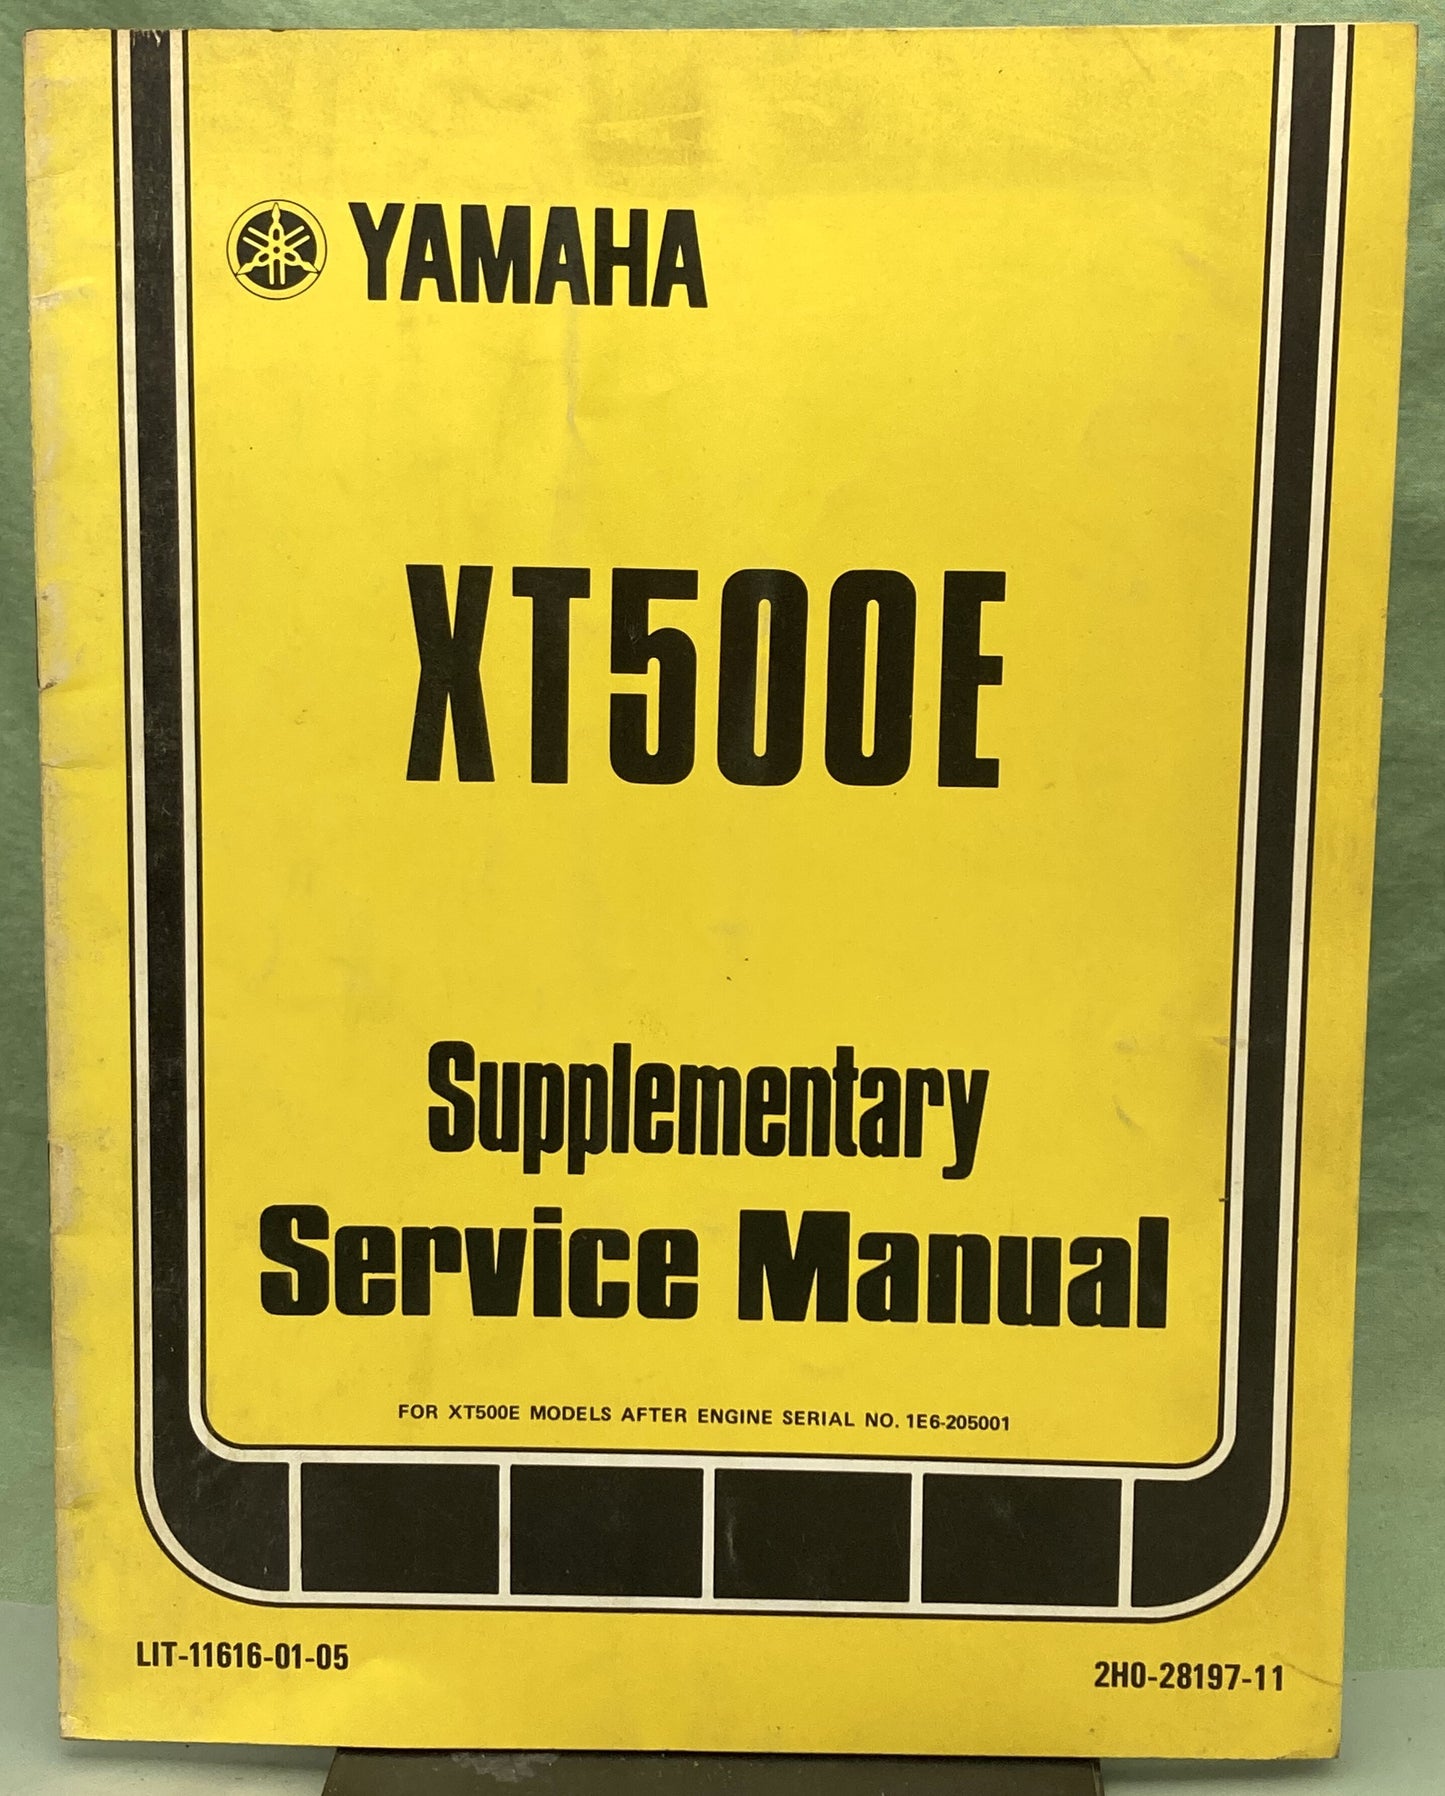 YAMAHA
XT500E
Supplementary
Service Manual
FOR XT500E MODELS AFTER ENGINE SERIAL NO. 1E6-205001
LIT-11616-01-05
2H0-28197-11